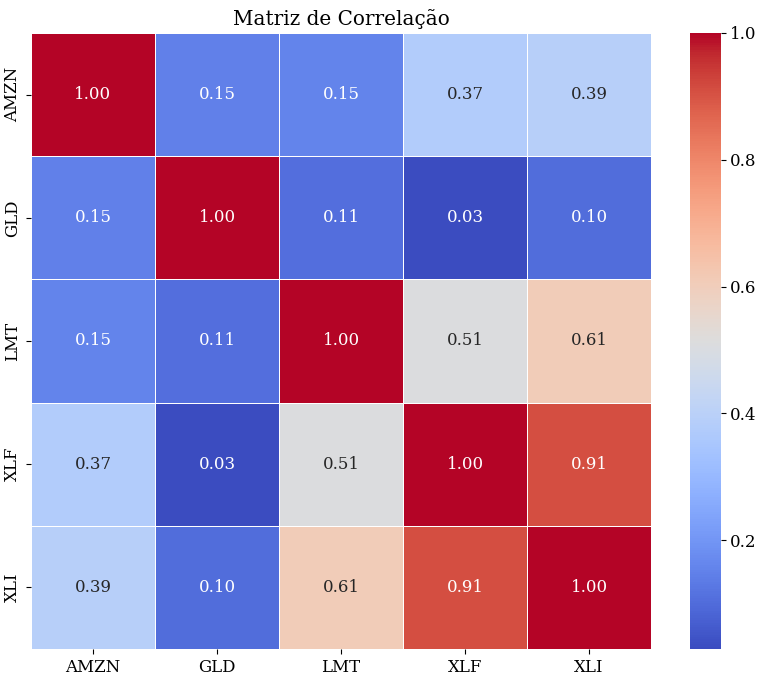 Matriz de Correlação
AMZN 1.00 0.15 0.15 0.37 0.39
GLD 0.15 1.00 0.11 0.03 0.10
LMT 0.15 0.11 1.00 0.51 0.61
XLF 0.37 0.03 0.51 1.00 0.91
XLI 0.39 0.10 0.61 0.91 1.00
AMZN GLD LMT XLF XLI
1.0
0.8
0.6
0.4
0.2